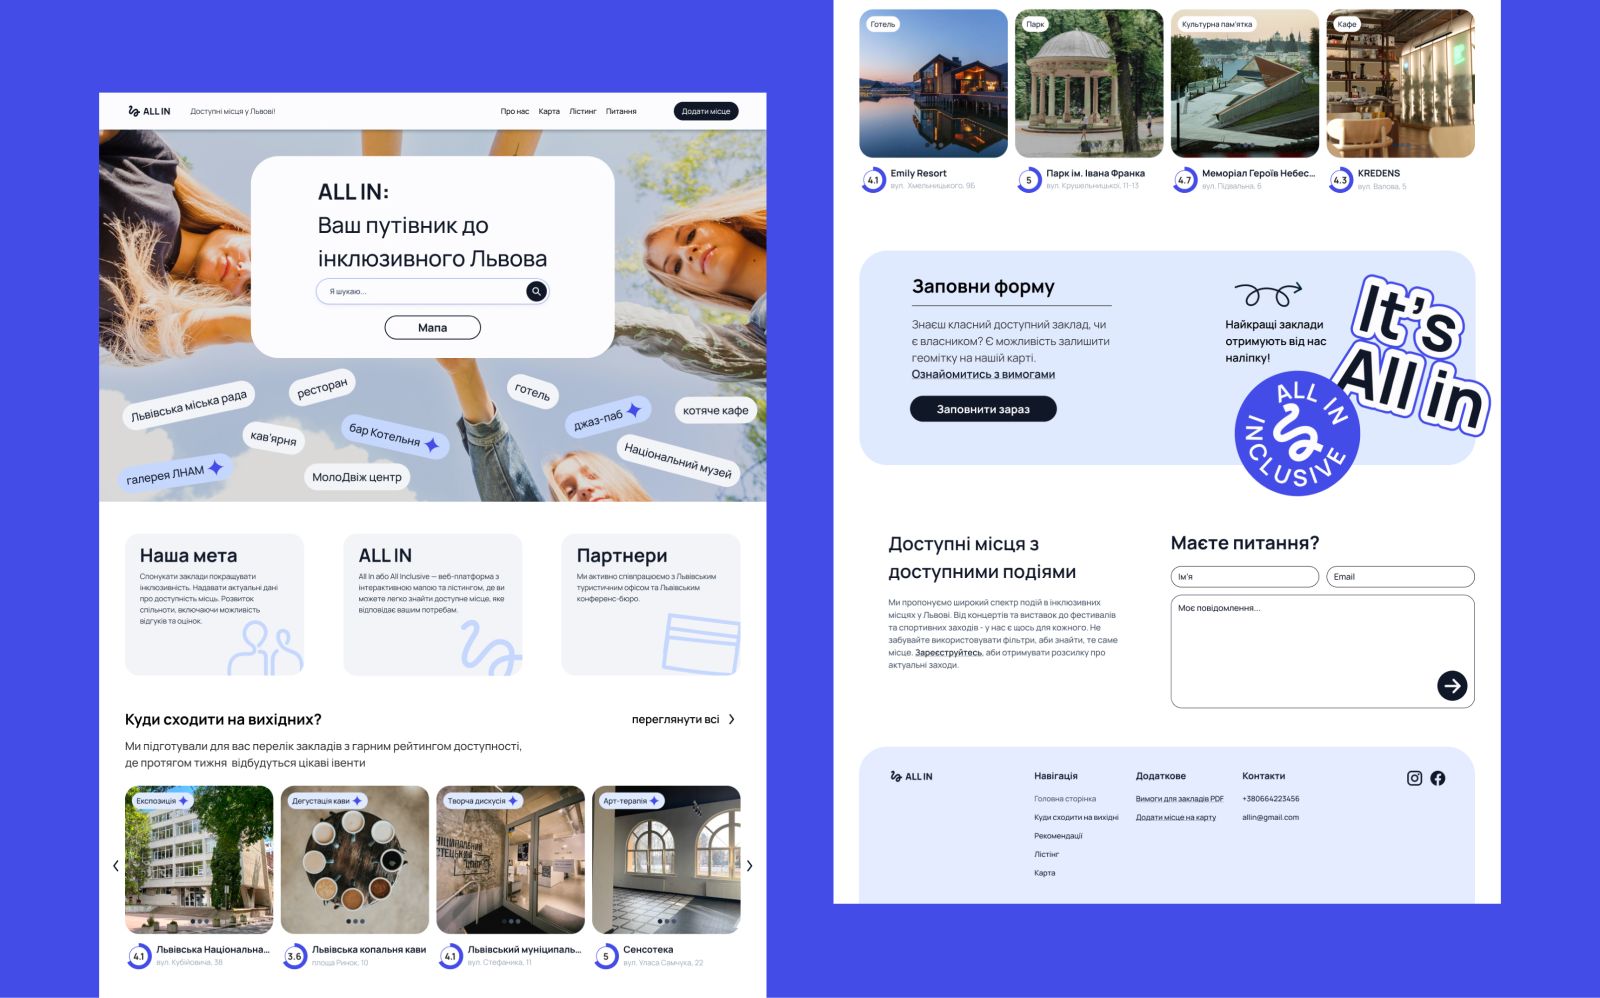 ALL IN
Доступні місця у Львові!
Про нас
Карта
Лістинг
Питання
Додати місце
ALL IN:
Ваш путівник до
інклюзивного Львова
Я шукаю...
Мапа
Львівська міська рада
ресторан
готель
джаз-паб
котяче кафе
кав'ярня
бар Котельня
Національний музей
галерея ЛНАМ
МолоДвіж центр
Наша мета
Спонукати заклади покращувати
інклюзивність. Надавати актуальні дані
про доступність місць. Розвиток
спільноти, включаючи можливість
відгуків та оцінок.
ALL IN
All In або All Inclusive — веб-платформа з
інтерактивною мапою та лістингом, де ви
можете легко знайти доступне місце, яке
відповідає вашим потребам.
Партнери
Ми активно співпрацюємо з Львівським
туристичним офісом та Львівським
конференс-бюро.
Куди сходити на вихідних?
переглянути всі
Ми підготували для вас перелік закладів з гарним рейтингом доступності,
де протягом тижня відбудуться цікаві івенти
Експозиція
Дегустація кави
Творча дискусія
Арт-терапія
4.1
Львівська Національна...
вул. Кубійовича, 38
3.6
Львівська копальня кави
площа Ринок, 10
4.1
Львівський муніципаль...
вул. Стефаника, 11
5
Сенсотека
вул. Уласа Самчука, 22
Готель
Парк
Культурна пам'ятка
Кафе
4.1
Emily Resort
вул. Хмельницького, 9Б
5
Парк ім. Івана Франка
вул. Крушельницької, 11-13
4.7
Меморіал Героїв Небес...
вул. Підвальна, 6
4.3
KREDENS
вул. Валова, 5
Заповни форму
Знаєш класний доступний заклад, чи
є власником? Є можливість залишити
геомітку на нашій карті.
Ознайомитись з вимогами
Заповнити зараз
Найкращі заклади
отримують від нас
наліпку!
It's
All in
ALL IN
INCLUSIVE
Доступні місця з
доступними подіями
Ми пропонуємо широкий спектр подій в інклюзивних
місцях у Львові. Від концертів та виставок до фестивалів
та спортивних заходів - у нас є щось для кожного. Не
забувайте використовувати фільтри, аби знайти, те саме
місце. Зареєструйтесь, аби отримувати розсилку про
актуальні заходи.
Маєте питання?
Ім'я
Email
Моє повідомлення...
ALL IN
Навігація
Головна сторінка
Куди сходити на вихідні
Рекомендації
Лістінг
Карта
Додаткове
Вимоги для закладів PDF
Додати місце на карту
Контакти
+380664223456
allin@gmail.com